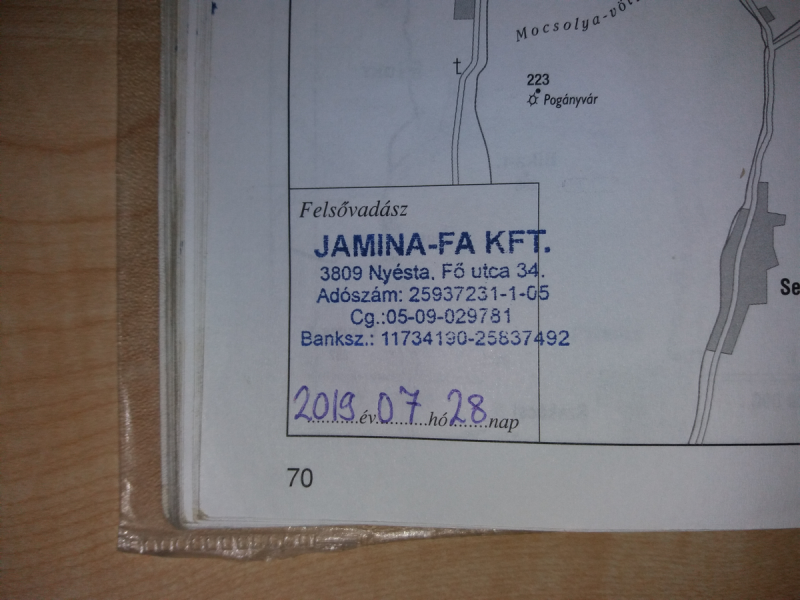 Mocsolya-völ
t
223
Pogányvár
Felsővadász
JAMINA-FA KFT.
3809 Nyésta, Fő utca 34.
Adószám: 25937231-1-05
Cg.:05-09-029781
Banksz.: 11734190-25837492
2019 év 07 hó 28 nap
Se
70